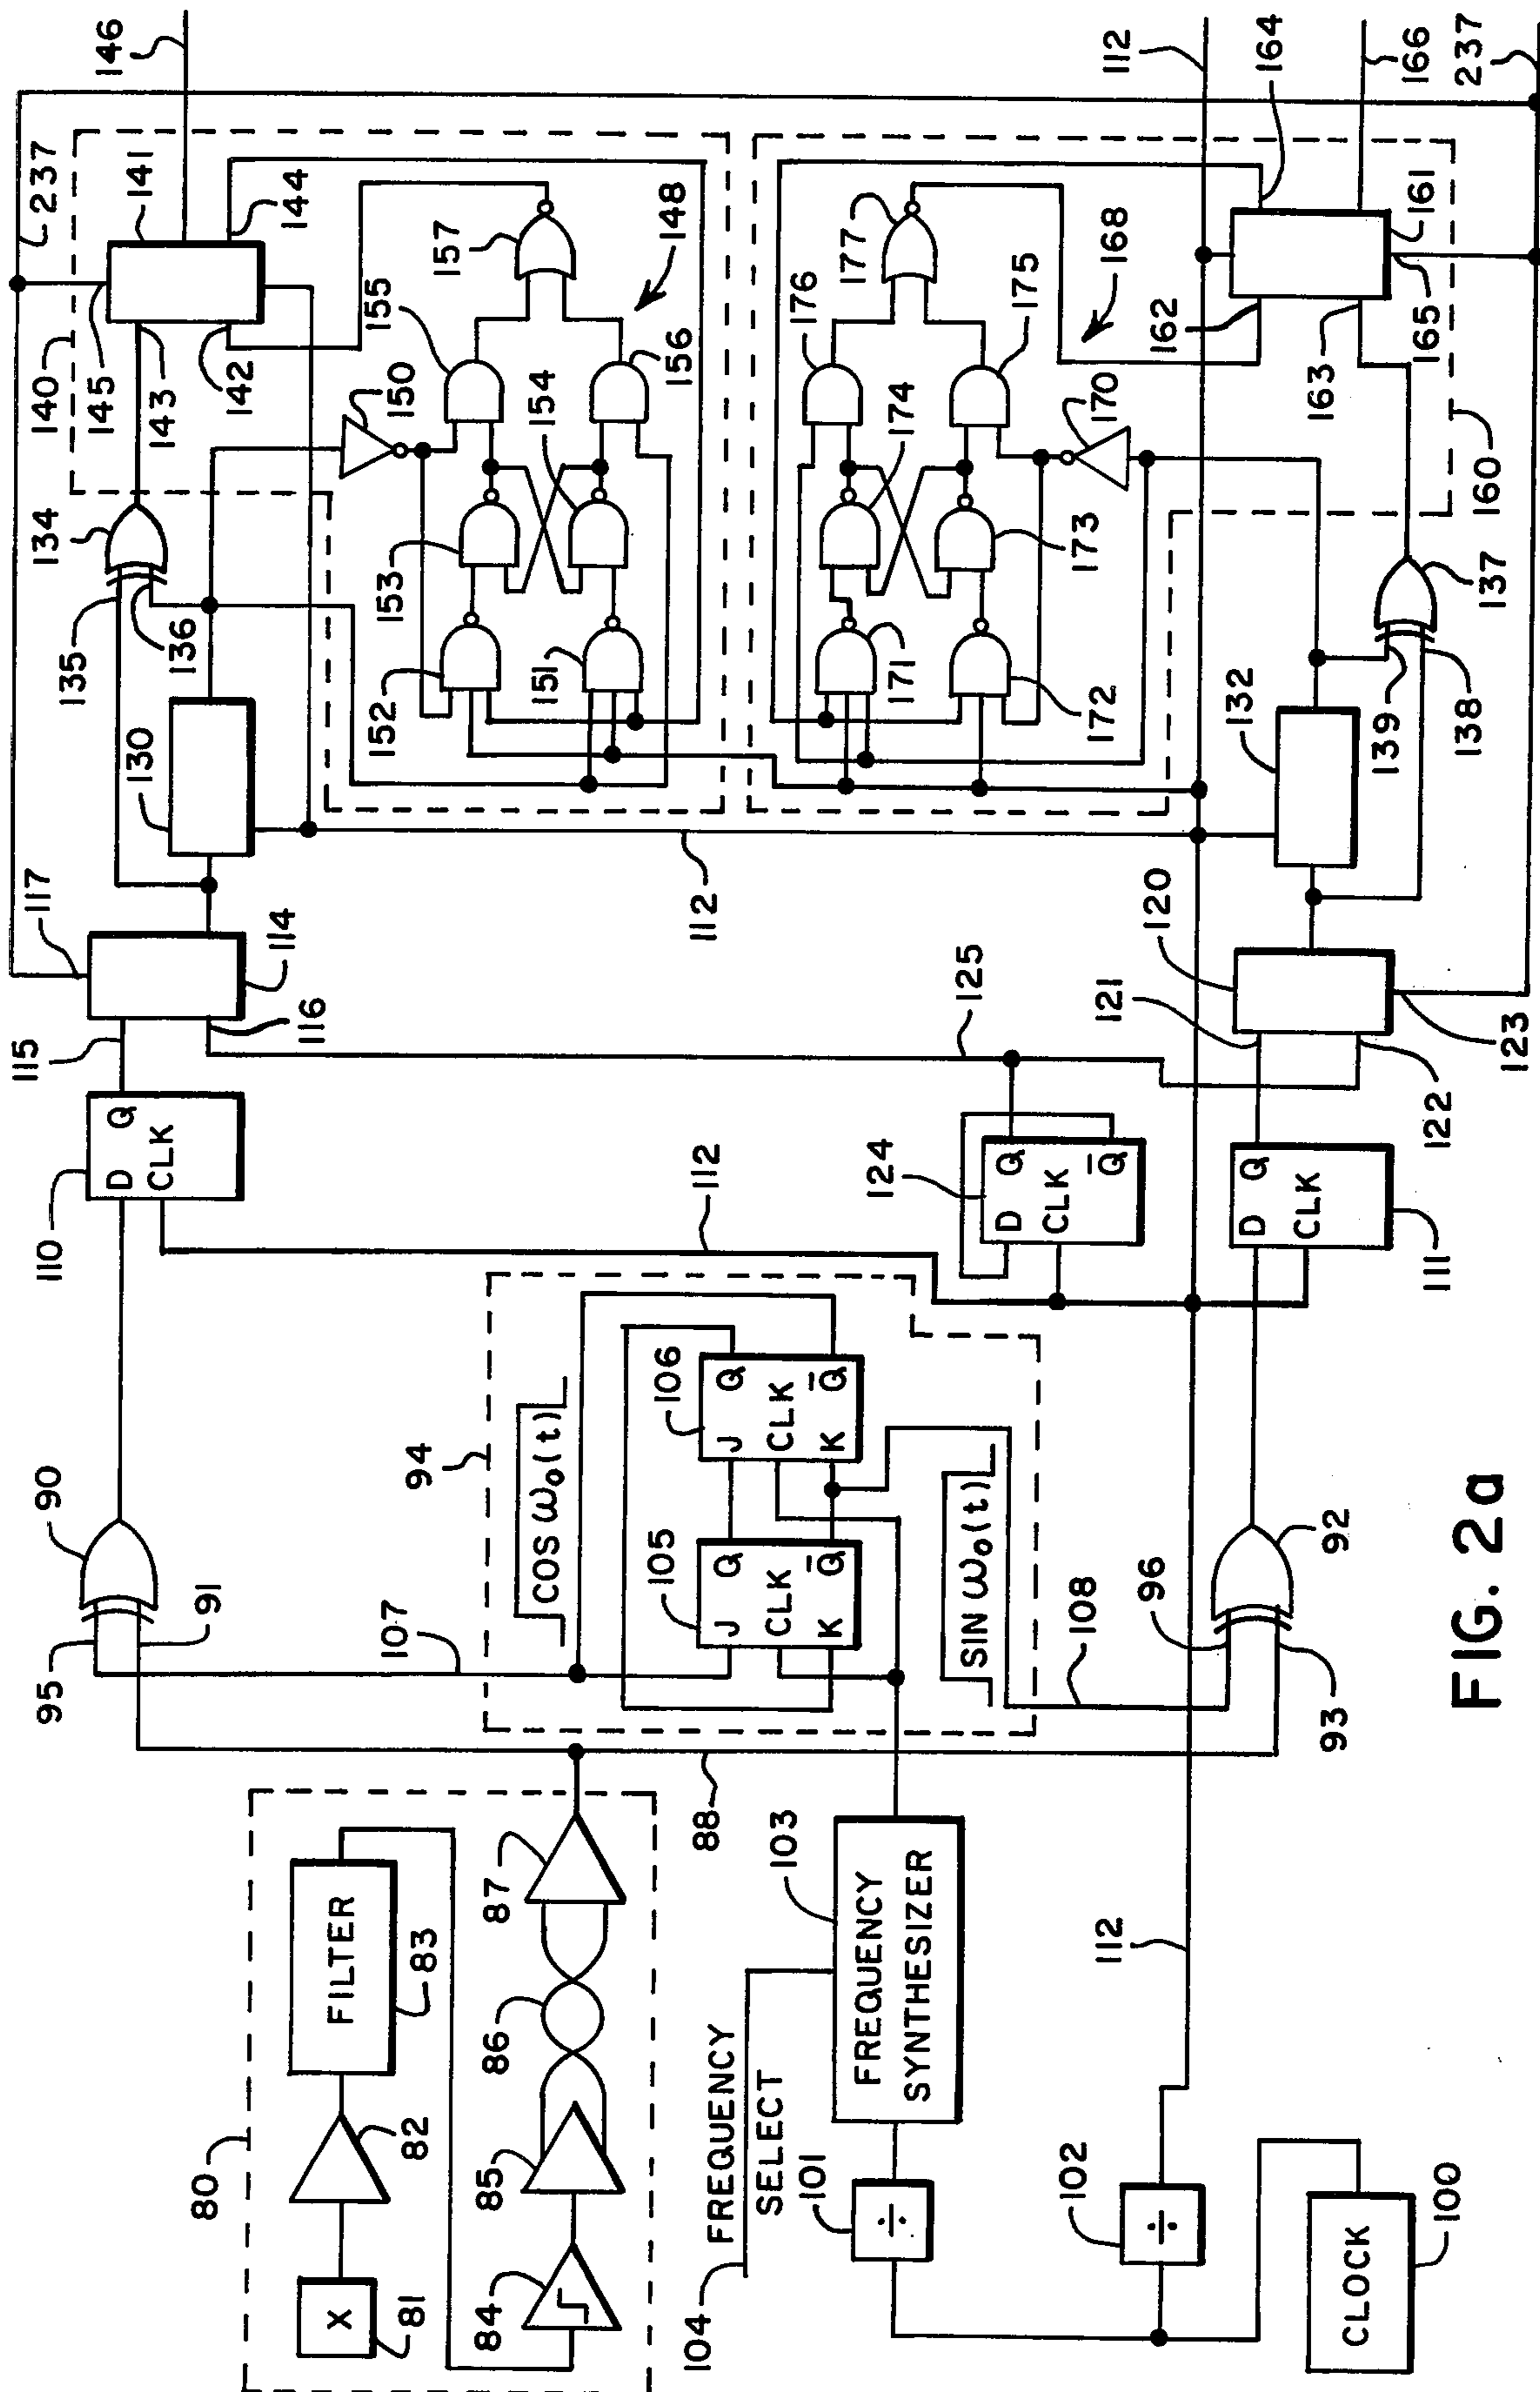 80
X
81
82
FILTER
83
84
85
86
87
88
104
FREQUENCY
SELECT
101
÷
FREQUENCY
SYNTHESIZER
103
102
÷
CLOCK
100
112
95
91
90
107
94
COS ω₀(t)
105
J
Q
CLK
K
Q̅
106
J
Q
CLK
K
Q̅
SIN ω₀(t)
108
96
93
92
110
D
Q
CLK
112
124
D
Q
CLK
Q̅
D
Q
CLK
111
115
116
117
114
125
121
122
120
123
130
112
132
135
136
134
139
138
137
140
145
143
142
237
141
144
146
152
151
153
154
150
155
156
157
148
171
172
174
173
170
176
175
177
168
162
163
165
160
161
164
112
166
237
FIG. 2a